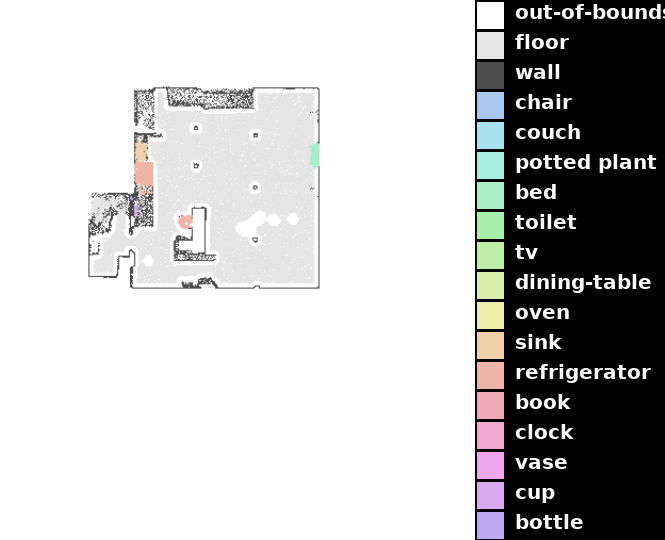 out-of-bounds
floor
wall
chair
couch
potted plant
bed
toilet
tv
dining-table
oven
sink
refrigerator
book
clock
vase
cup
bottle